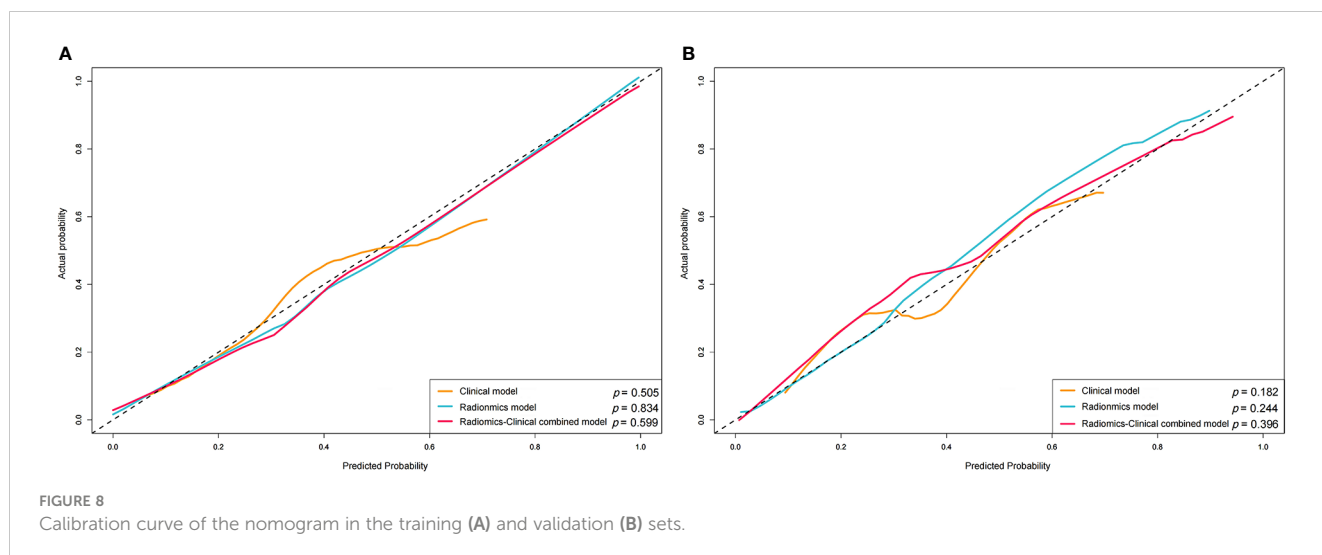 A
Actual probability
1.0
0.8
0.6
0.4
0.2
0.0
0.0 0.2 0.4 0.6 0.8 1.0
Predicted Probability
Clinical model p = 0.505
Radionmics model p = 0.834
Radiomics-Clinical combined model p = 0.599
B
Actual probability
1.0
0.8
0.6
0.4
0.2
0.0
0.0 0.2 0.4 0.6 0.8 1.0
Predicted Probability
Clinical model p = 0.182
Radionmics model p = 0.244
Radiomics-Clinical combined model p = 0.396
FIGURE 8
Calibration curve of the nomogram in the training (A) and validation (B) sets.